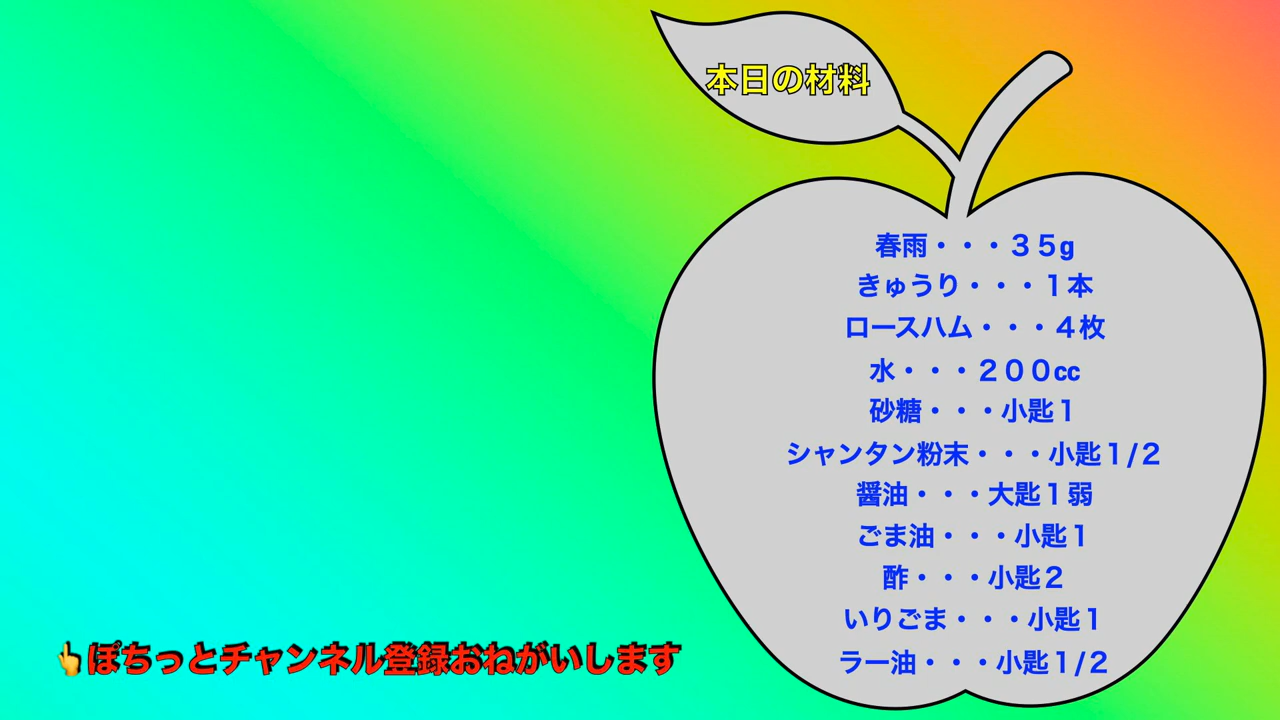 本日の材料
春雨・・・３５g
きゅうり・・・１本
ロースハム・・・４枚
水・・・２００cc
砂糖・・・小匙１
シャンタン粉末・・・小匙１/２
醤油・・・大匙１弱
ごま油・・・小匙１
酢・・・小匙２
いりごま・・・小匙１
ラー油・・・小匙１/２
👆ぽちっとチャンネル登録おねがいします